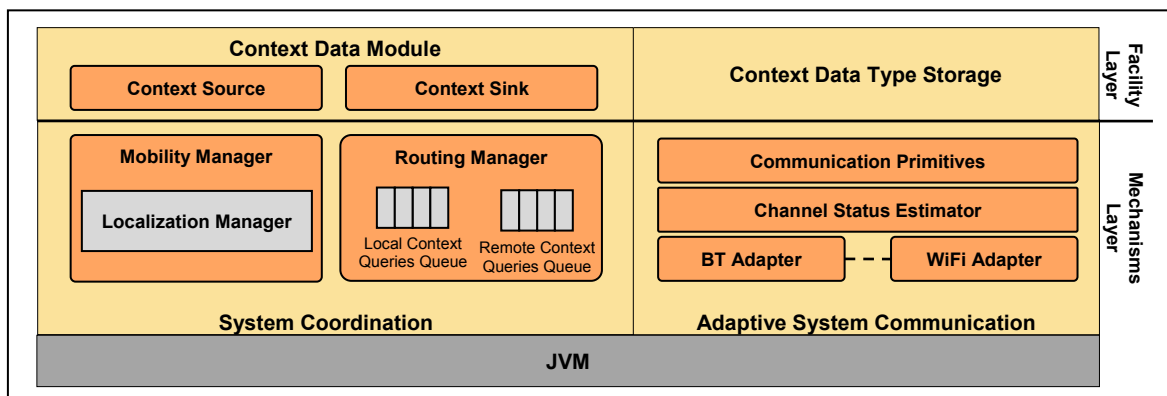 Context Data Module
Context Source
Context Sink
Context Data Type Storage
Facility
Layer
Mobility Manager
Localization Manager
Routing Manager
Local Context
Queries Queue
Remote Context
Queries Queue
System Coordination
Communication Primitives
Channel Status Estimator
BT Adapter
WiFi Adapter
Adaptive System Communication
Mechanisms
Layer
JVM